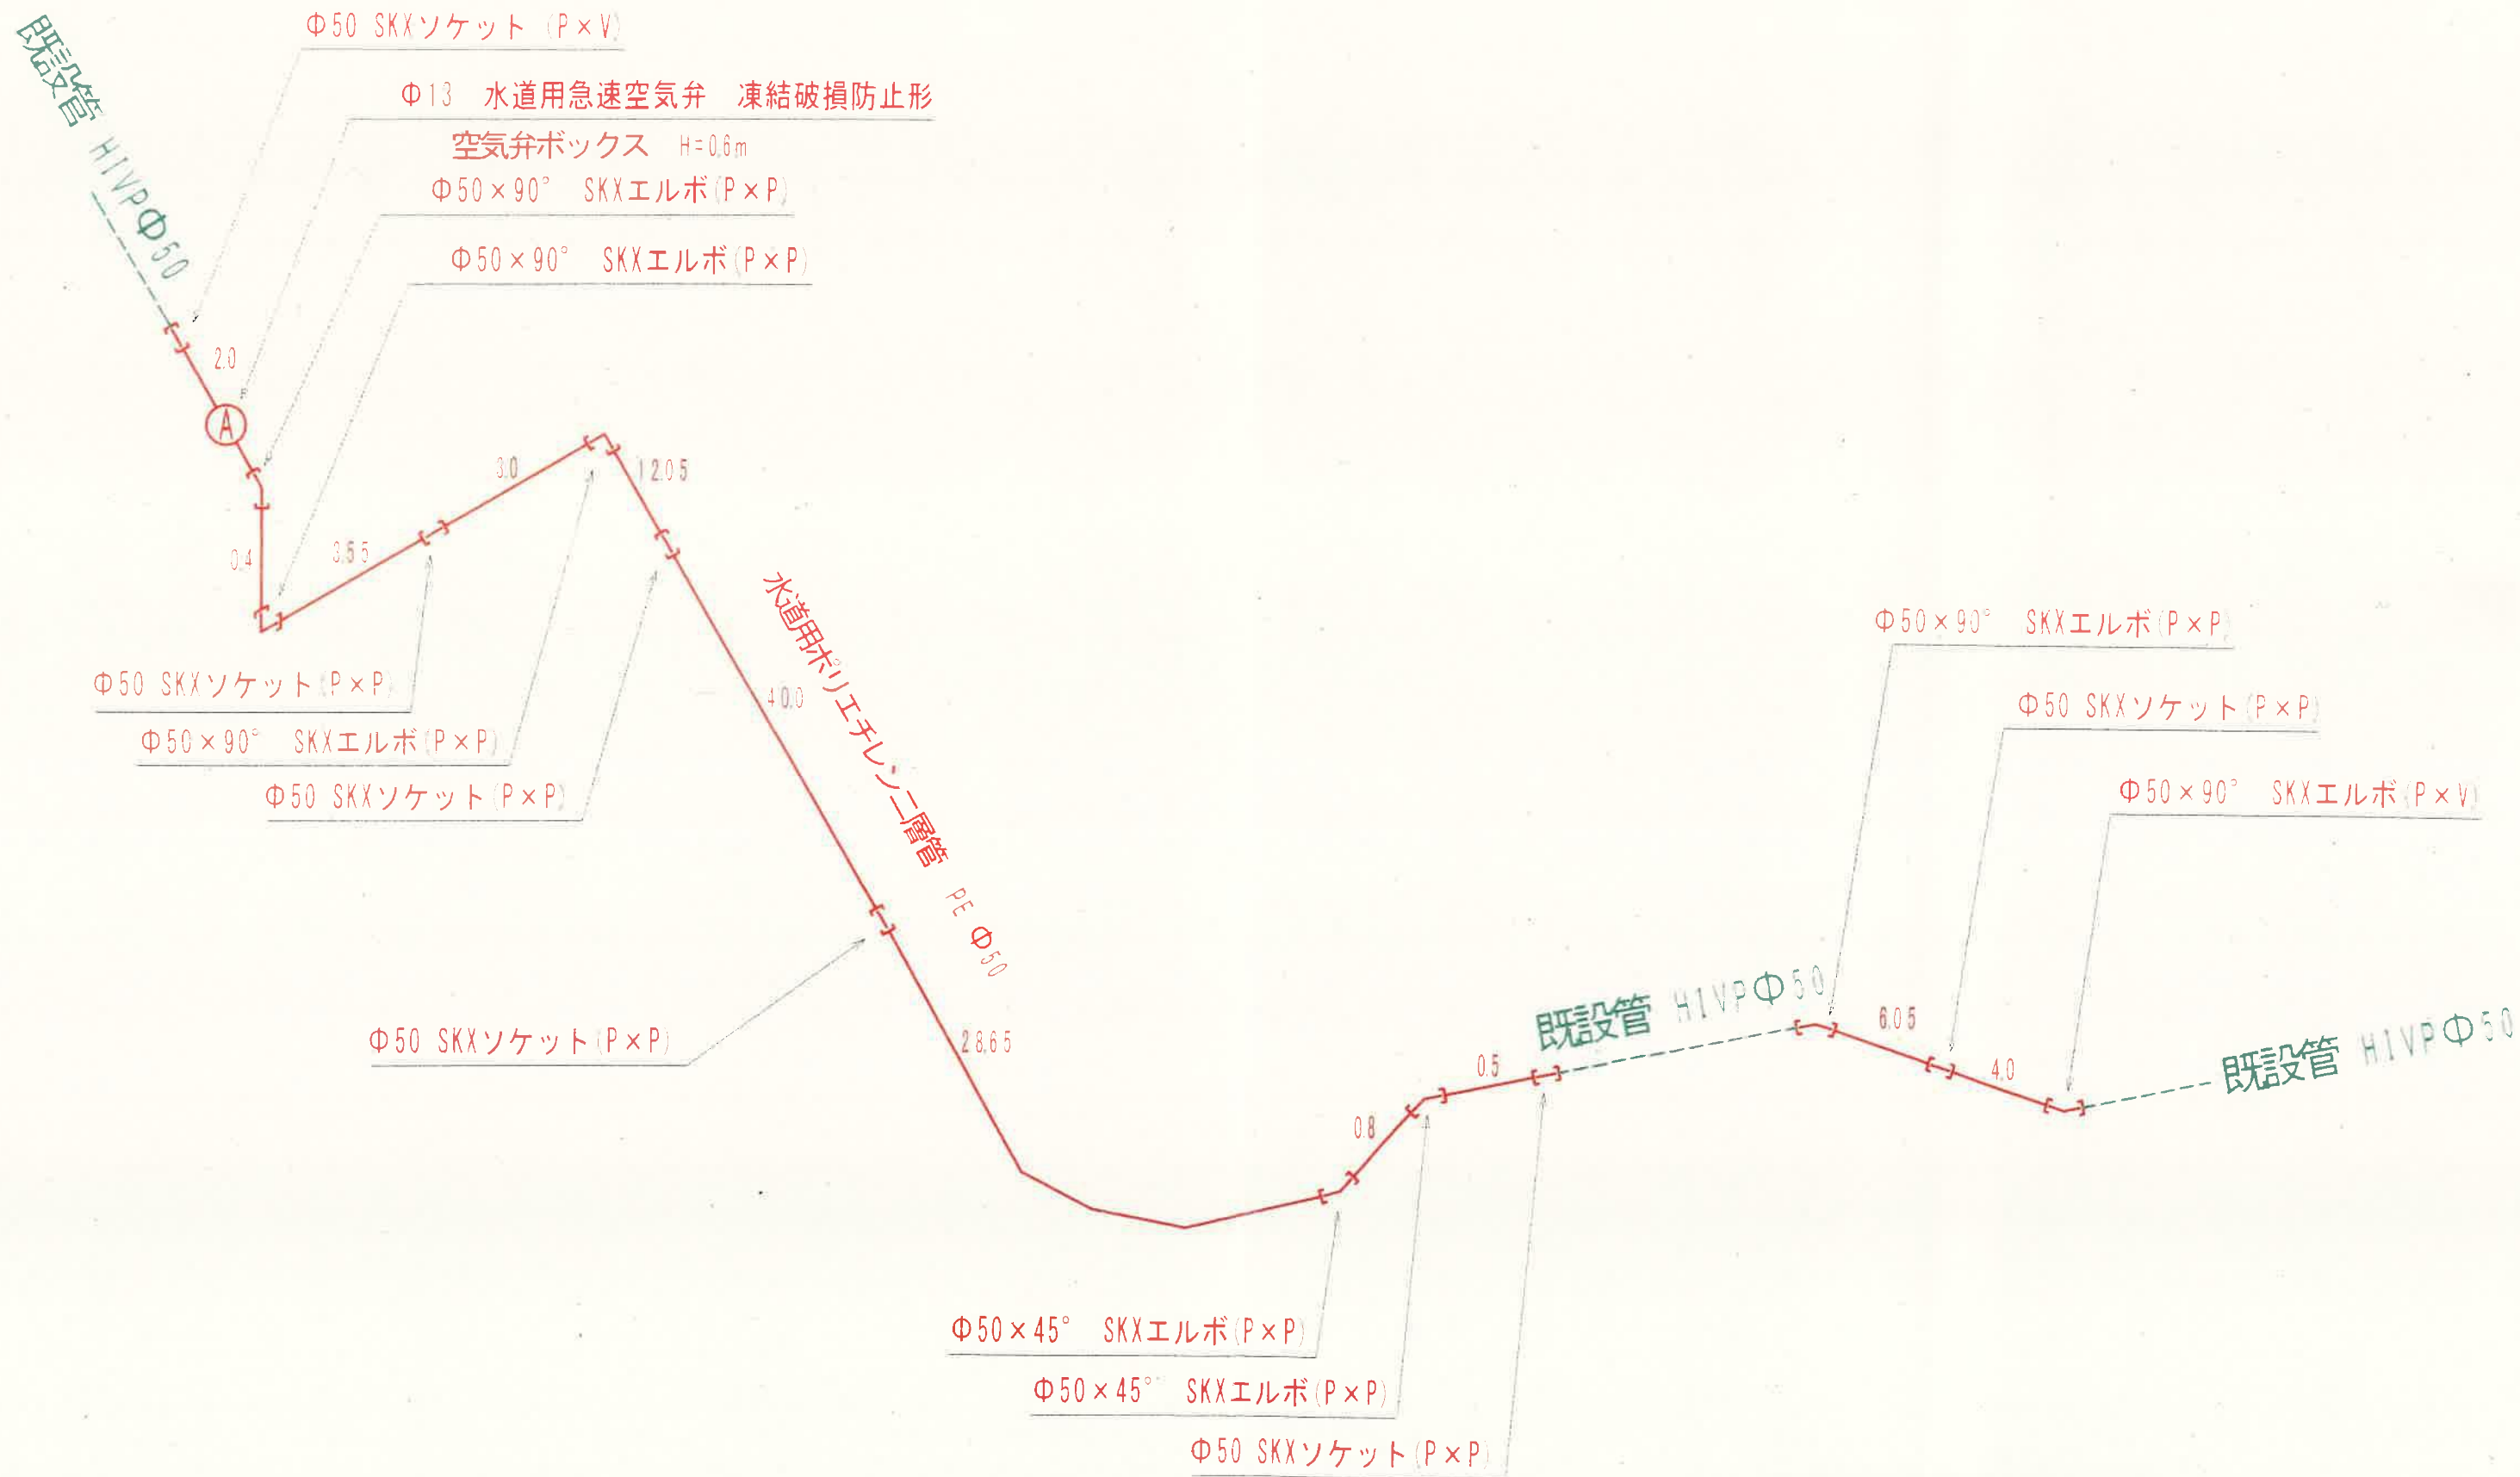 Φ50 SKXソケット (P×V)
既設管 HIVPΦ50
Φ13 水道用急速空気弁 凍結破損防止形
空気弁ボックス H=0.6m
Φ50×90° SKXエルボ(P×P)
Φ50×90° SKXエルボ(P×P)
2.0
A
3.0
12.05
0.4
3.55
水道用ポリエチレン二層管 PE Φ50
Φ50×90° SKXエルボ(P×P)
Φ50 SKXソケット(P×P)
40.0
Φ50 SKXソケット(P×P)
Φ50×90° SKXエルボ(P×P)
Φ50 SKXソケット(P×P)
Φ50×90° SKXエルボ(P×V)
既設管 HIVPΦ50
6.05
Φ50 SKXソケット(P×P)
28.65
0.5
4.0
既設管 HIVPΦ50
0.8
Φ50×45° SKXエルボ(P×P)
Φ50×45° SKXエルボ(P×P)
Φ50 SKXソケット(P×P)